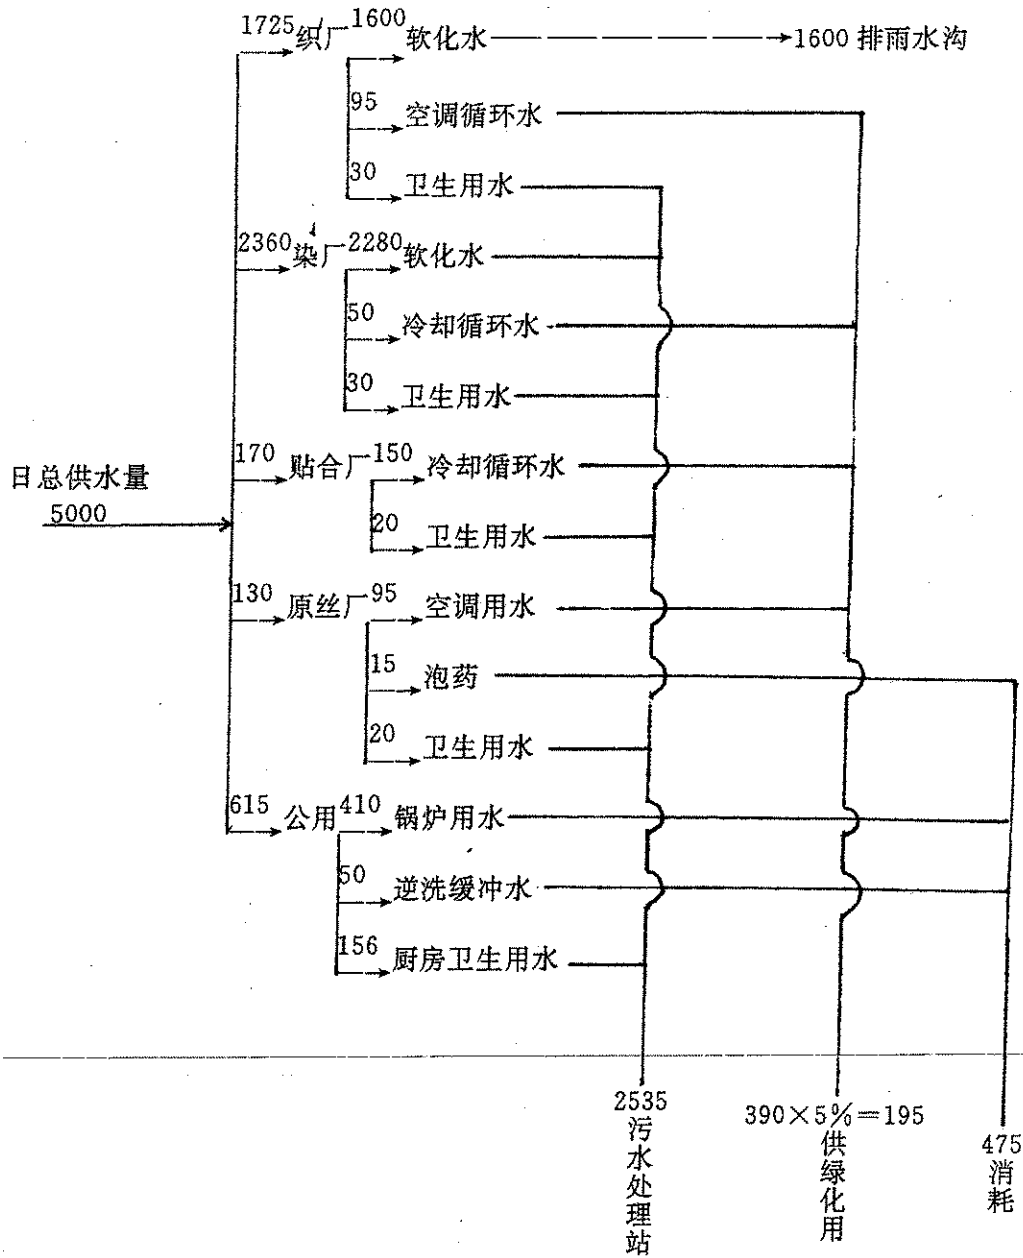 1725 织厂 1600 软化水 1600 排雨水沟
95 空调循环水
30 卫生用水
2360 染厂 2280 软化水
50 冷却循环水
30 卫生用水
日总供水量
5000
170 贴合厂 150 冷却循环水
20 卫生用水
130 原丝厂 95 空调用水
15 泡药
20 卫生用水
615 公用 410 锅炉用水
50 逆洗缓冲水
156 厨房卫生用水
2535
污水处理站
390×5%=195
供绿化用
475
消耗